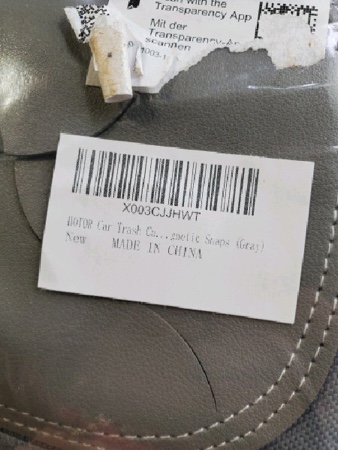 with the
Transparency App
Mit der
Transparency-
scannen
X003CJJHWT
HOTOR Car Trash Ca...gnetic Snaps (Gray)
New
MADE IN CHINA